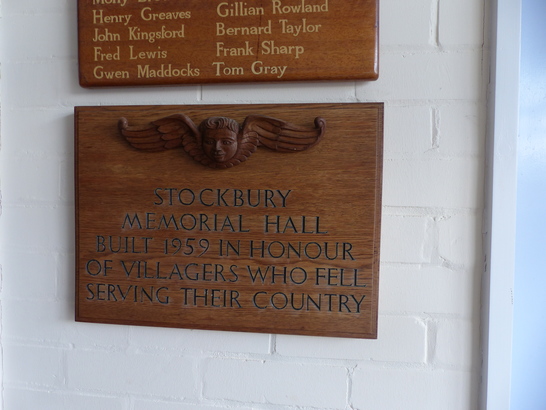 Henry Greaves
John Kingsford
Fred Lewis
Gwen Maddocks
Gillian Rowland
Bernard Taylor
Frank Sharp
Tom Gray
STOCKBURY
MEMORIAL HALL
BUILT 1959 IN HONOUR
OF VILLAGERS WHO FELL
SERVING THEIR COUNTRY